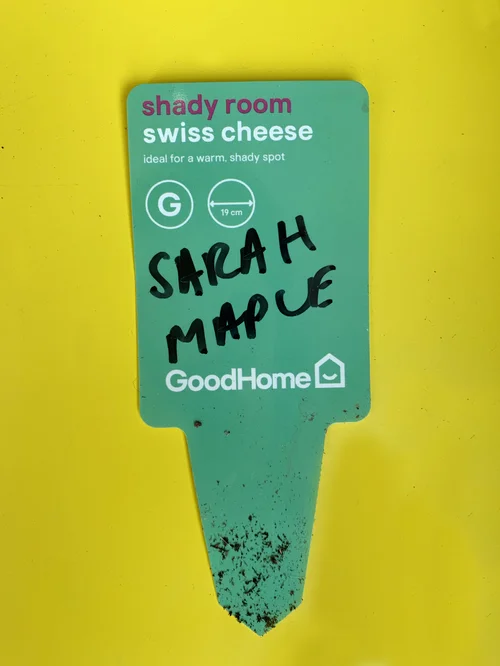 shady room
swiss cheese
ideal for a warm, shady spot
G
19 cm
SARAH
MAPLE
GoodHome